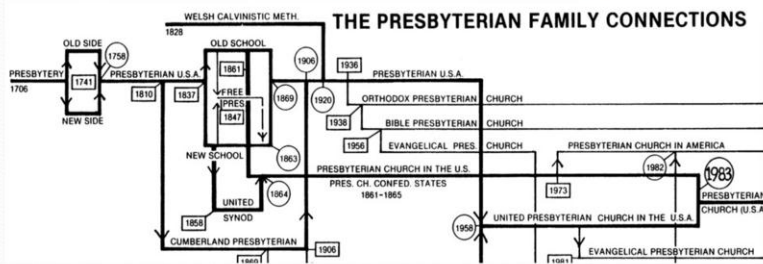 THE PRESBYTERIAN FAMILY CONNECTIONS
WELSH CALVINISTIC METH.
1828
OLD SIDE
1758
OLD SCHOOL
1906
1936
PRESBYTERY
1706
1741
PRESBYTERIAN U.S.A.
1861
PRESBYTERIAN U.S.A.
1810
1837
FREE
PRES.
1847
1869
1920
ORTHODOX PRESBYTERIAN CHURCH
NEW SIDE
1938
BIBLE PRESBYTERIAN CHURCH
1956
EVANGELICAL PRES. CHURCH
PRESBYTERIAN CHURCH IN AMERICA
NEW SCHOOL
1863
PRESBYTERIAN CHURCH IN THE U.S.
1982
1983
PRES. CH. CONFED. STATES
1861-1865
1864
1973
PRESBYTERIAN
CHURCH (U.S.A
UNITED
SYNOD
1858
1958
UNITED PRESBYTERIAN CHURCH IN THE U.S.A.
CUMBERLAND PRESBYTERIAN
1906
EVANGELICAL PRESBYTERIAN CHURCH
1869
1981